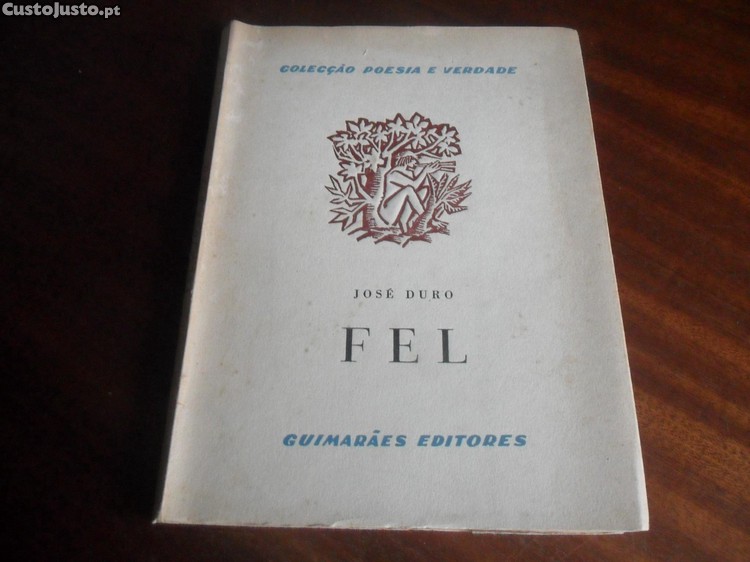 CustoJusto.pt
COLECÇÃO POESIA E VERDADE
JOSÉ DURO
FEL
GUIMARÃES EDITORES